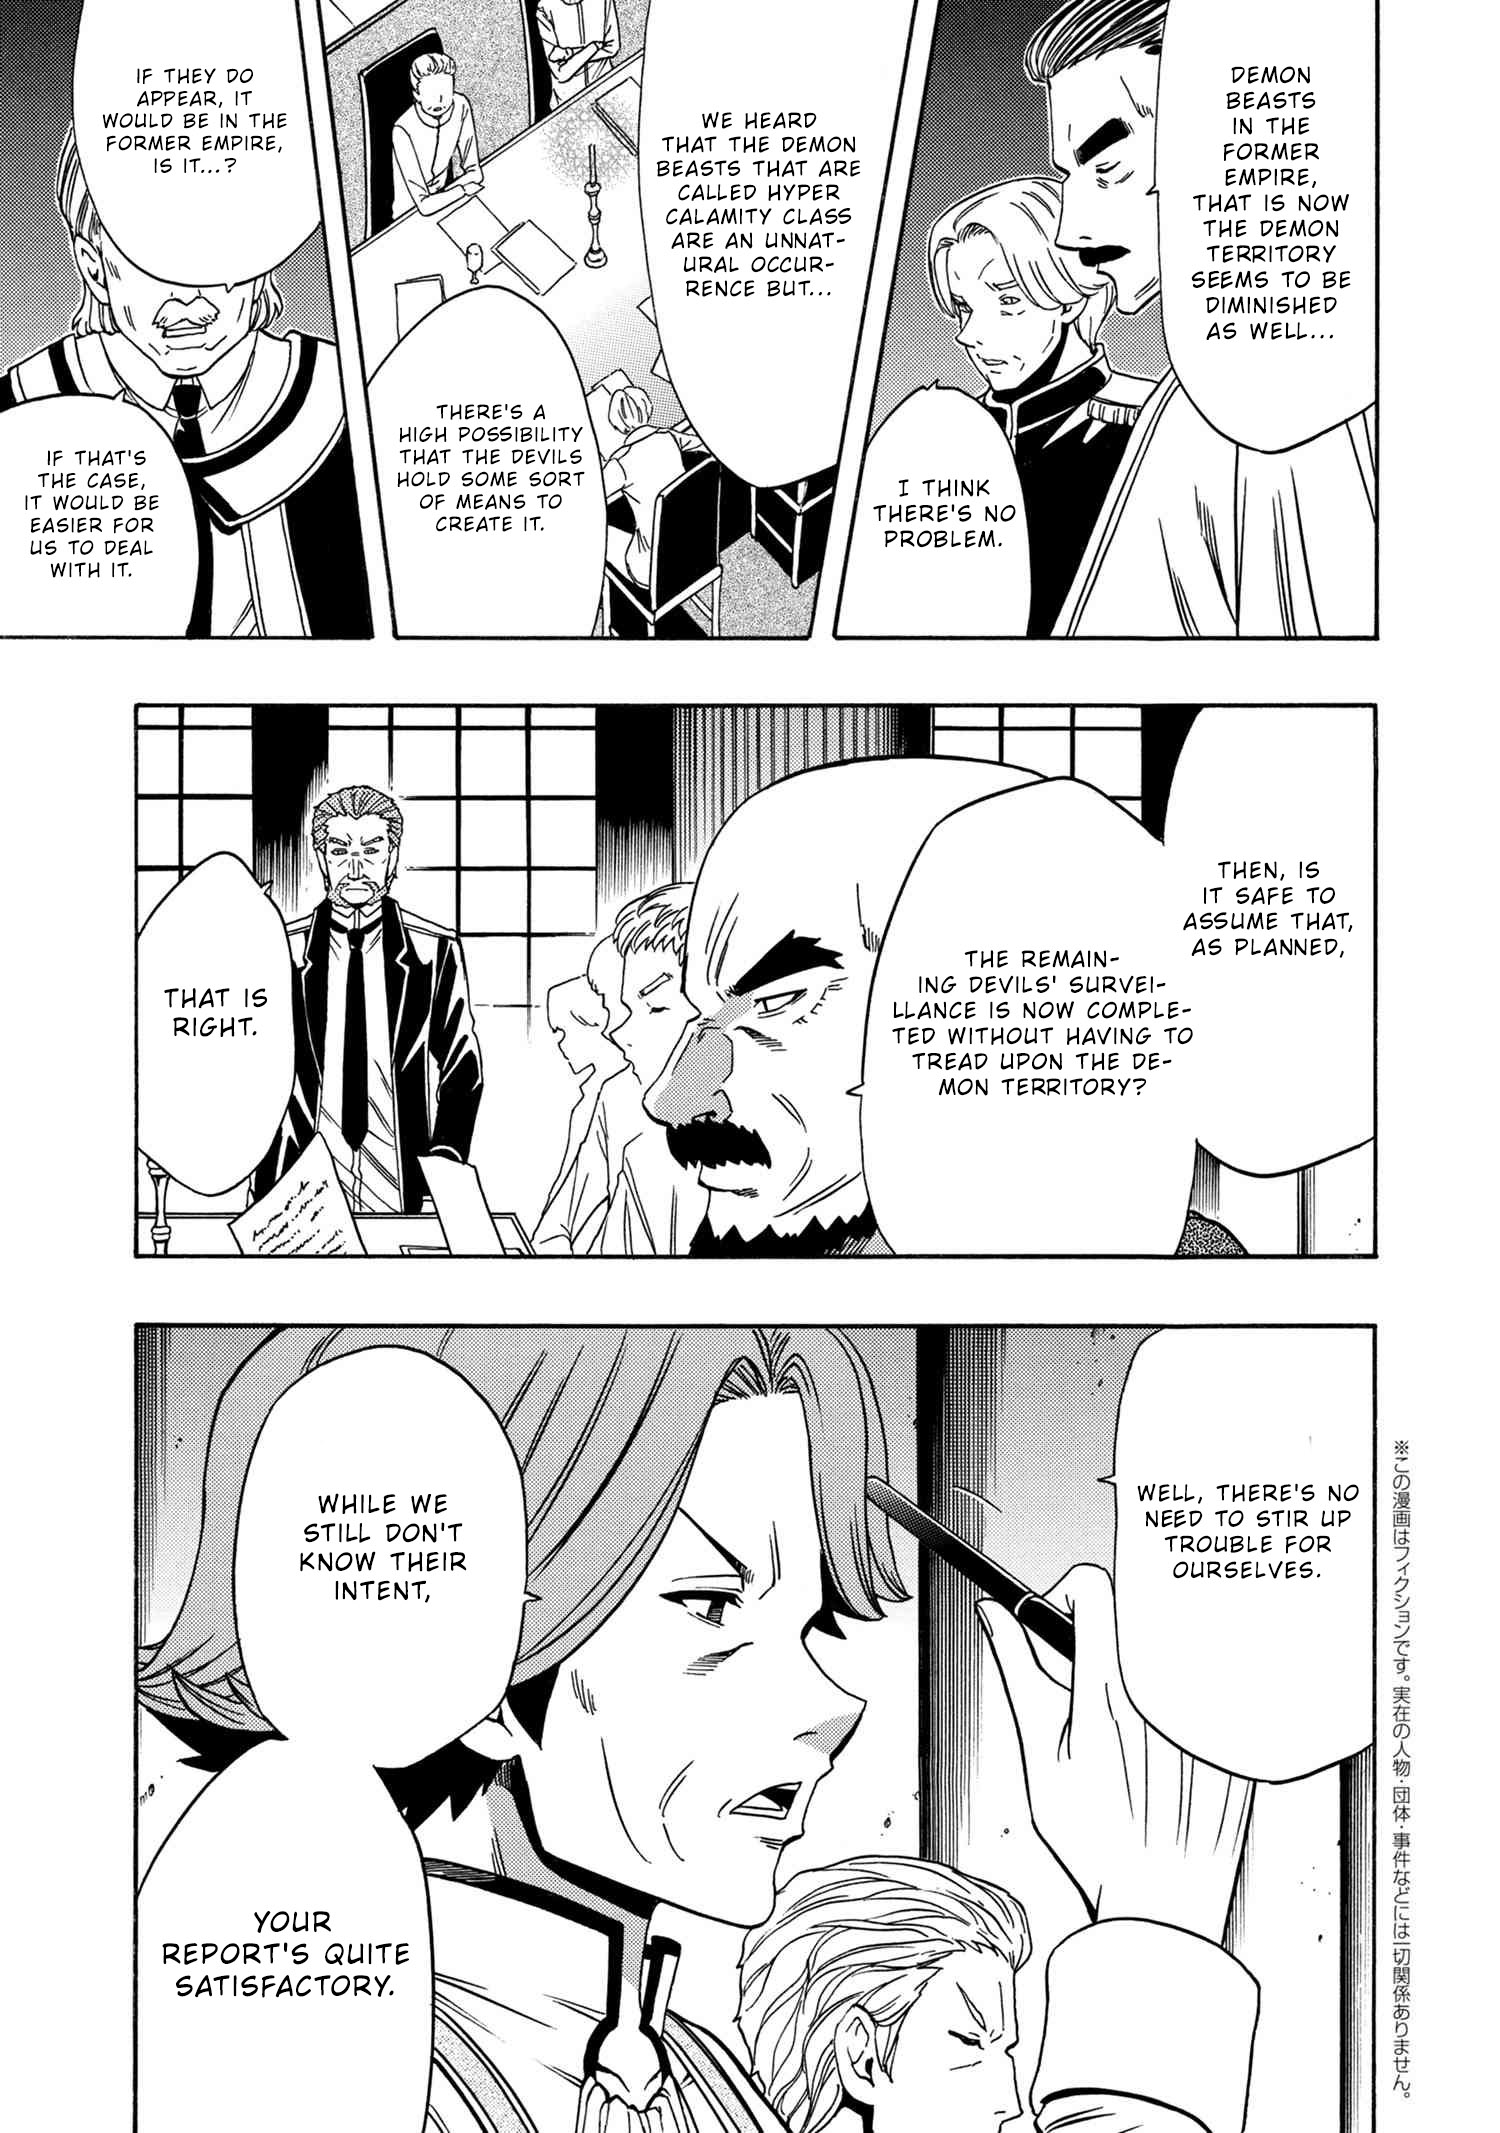 DEMON
BEASTS
IN THE
FORMER
EMPIRE,
THAT IS NOW
THE DEMON
TERRITORY
SEEMS TO BE
DIMINISHED
AS WELL...
I THINK
THERE'S NO
PROBLEM.
WE HEARD
THAT THE DEMON
BEASTS THAT ARE
CALLED HYPER
CALAMITY CLASS
ARE AN UNNAT-
URAL OCCUR-
RENCE BUT...
THERE'S A
HIGH POSSIBILITY
THAT THE DEVILS
HOLD SOME SORT
OF MEANS TO
CREATE IT.
IF THEY DO
APPEAR, IT
WOULD BE IN THE
FORMER EMPIRE,
IS IT...?
IF THAT'S
THE CASE,
IT WOULD BE
EASIER FOR
US TO DEAL
WITH IT.
THEN, IS
IT SAFE TO
ASSUME THAT,
AS PLANNED,
THE REMAIN-
ING DEVILS' SURVEI-
LLANCE IS NOW COMPLE-
TED WITHOUT HAVING TO
TREAD UPON THE DE-
MON TERRITORY?
THAT IS
RIGHT.
WELL, THERE'S NO
NEED TO STIR UP
TROUBLE FOR
OURSELVES.
WHILE WE
STILL DON'T
KNOW THEIR
INTENT,
YOUR
REPORT'S QUITE
SATISFACTORY.
※この漫画はフィクションです。実在の人物・団体・事件などには一切関係ありません。